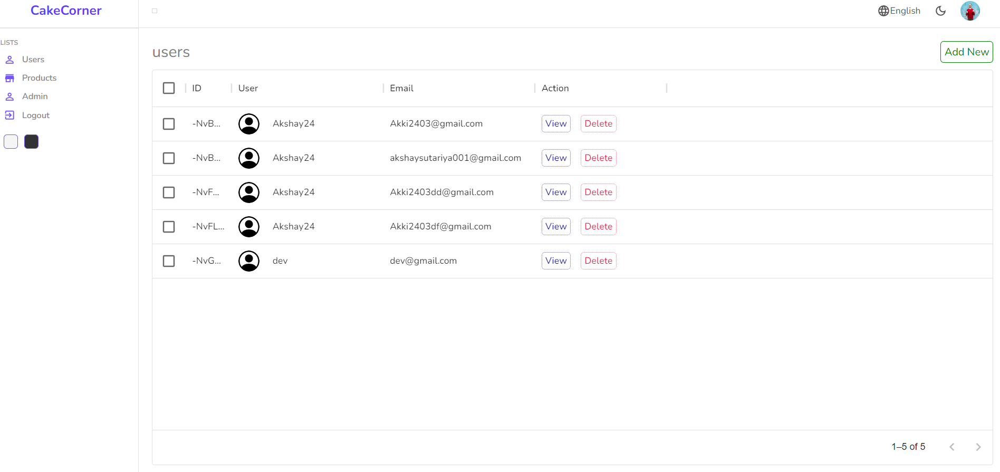 CakeCorner
English
LISTS
Users
Products
Admin
Logout
users
Add New
ID User Email Action
-NvB... Akshay24 Akki2403@gmail.com View Delete
-NvB... Akshay24 akshaysutariya001@gmail.com View Delete
-NvF... Akshay24 Akki2403dd@gmail.com View Delete
-NvFL... Akshay24 Akki2403df@gmail.com View Delete
-NvG... dev dev@gmail.com View Delete
1–5 of 5